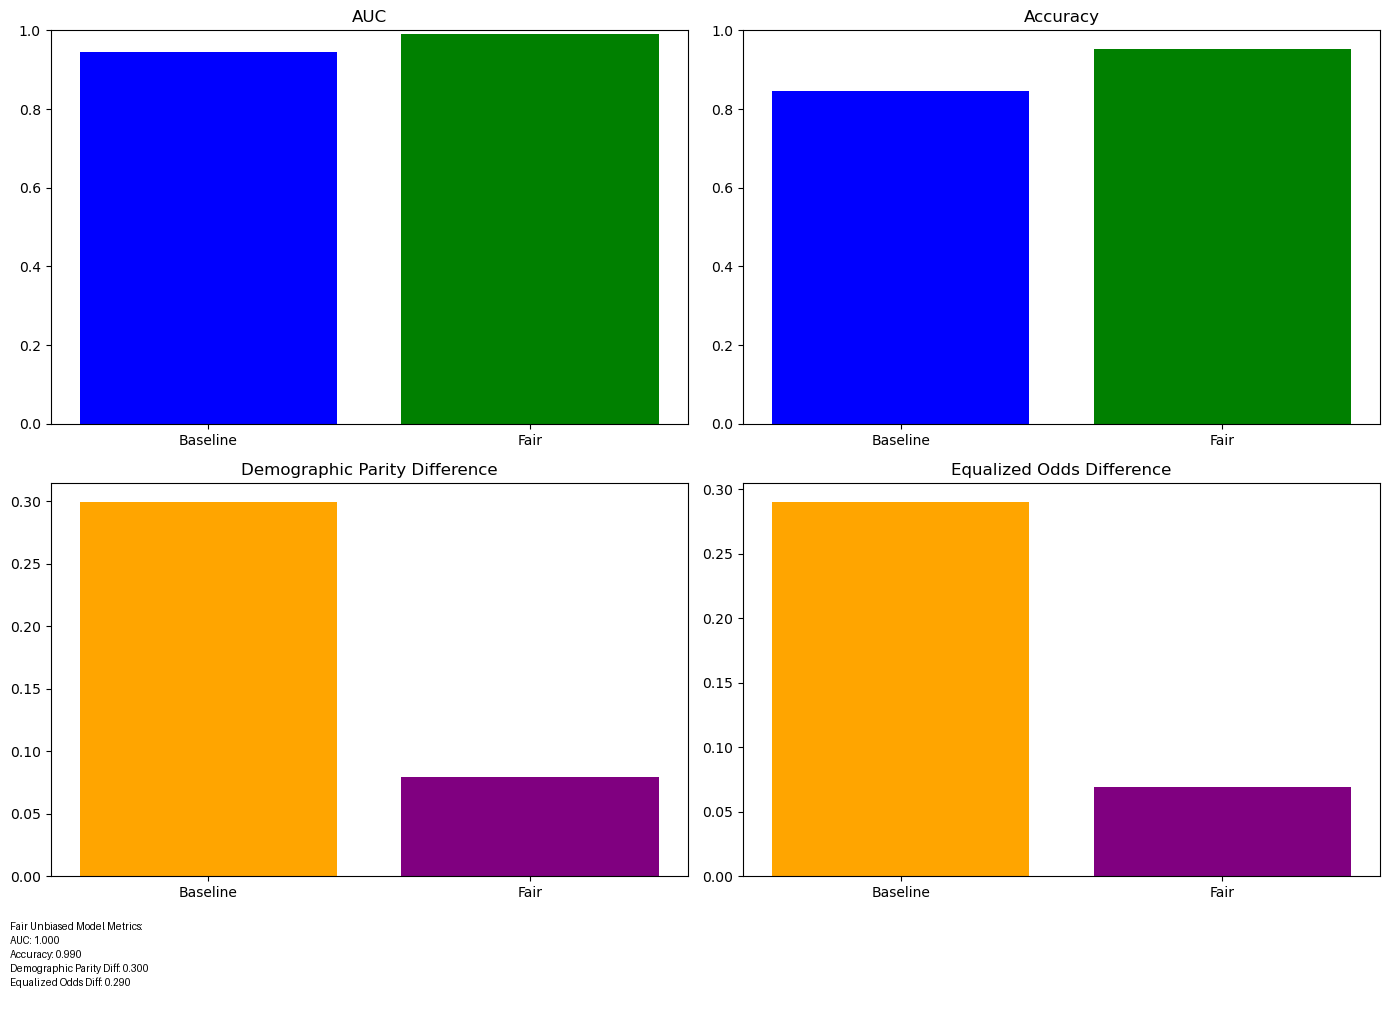 AUC
1.0
0.8
0.6
0.4
0.2
0.0
Baseline Fair
Accuracy
1.0
0.8
0.6
0.4
0.2
0.0
Baseline Fair
Demographic Parity Difference
0.30
0.25
0.20
0.15
0.10
0.05
0.00
Baseline Fair
Equalized Odds Difference
0.30
0.25
0.20
0.15
0.10
0.05
0.00
Baseline Fair
Fair Unbiased Model Metrics:
AUC: 1.000
Accuracy: 0.990
Demographic Parity Diff: 0.300
Equalized Odds Diff: 0.290